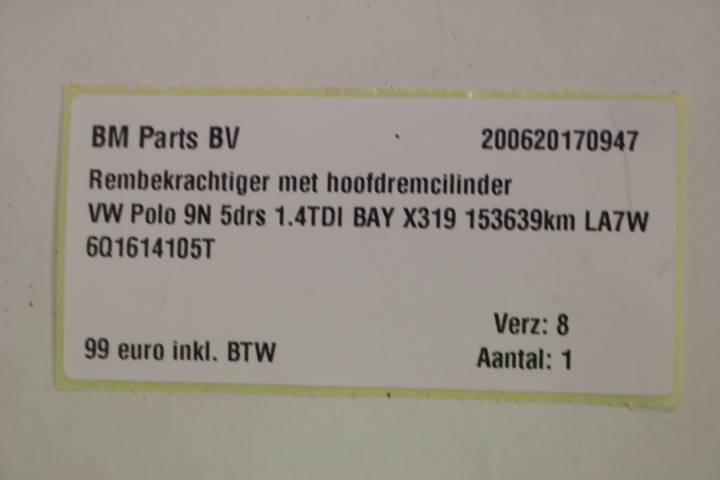 BM Parts BV 200620170947
Rembekrachtiger met hoofdremcilinder
VW Polo 9N 5drs 1.4TDI BAY X319 153639km LA7W
6Q1614105T
Verz: 8
99 euro inkl. BTW Aantal: 1